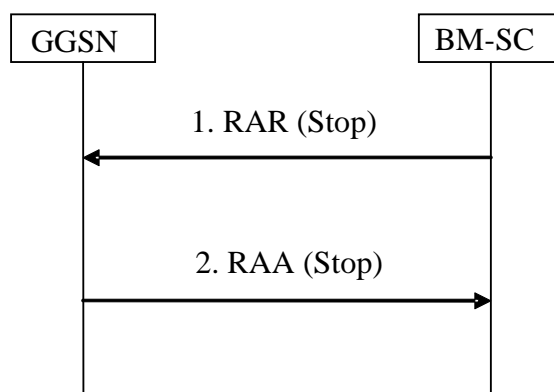 GGSN
BM-SC
1. RAR (Stop)
2. RAA (Stop)